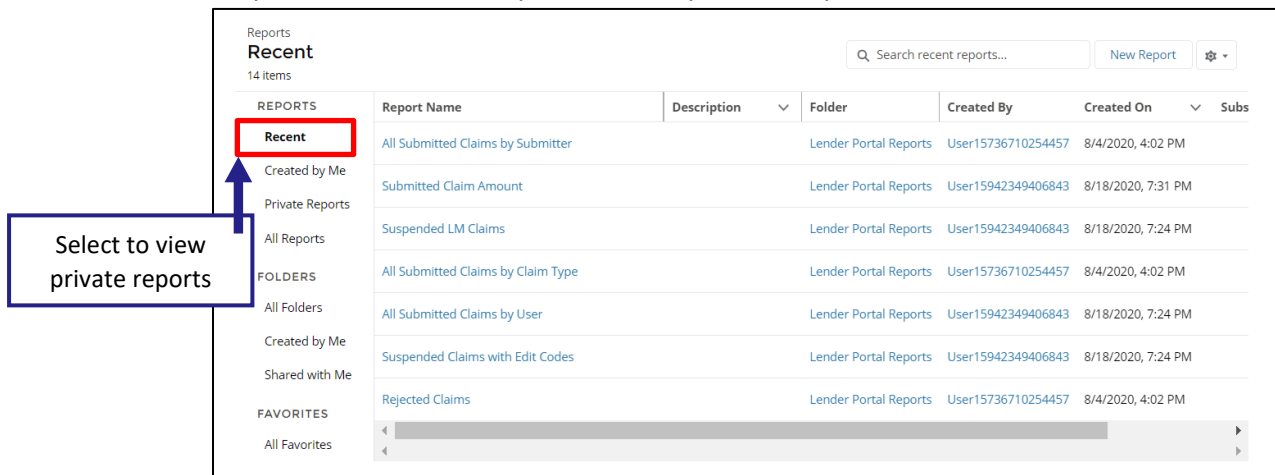 Reports
Recent
14 items
Search recent reports...
New Report
REPORTS
Recent
Created by Me
Private Reports
All Reports
FOLDERS
All Folders
Created by Me
Shared with Me
FAVORITES
All Favorites
Report Name Description Folder Created By Created On Subs
All Submitted Claims by Submitter Lender Portal Reports User15736710254457 8/4/2020, 4:02 PM
Submitted Claim Amount Lender Portal Reports User15942349406843 8/18/2020, 7:31 PM
Suspended LM Claims Lender Portal Reports User15942349406843 8/18/2020, 7:24 PM
All Submitted Claims by Claim Type Lender Portal Reports User15736710254457 8/4/2020, 4:02 PM
All Submitted Claims by User Lender Portal Reports User15942349406843 8/18/2020, 7:24 PM
Suspended Claims with Edit Codes Lender Portal Reports User15942349406843 8/18/2020, 7:24 PM
Rejected Claims Lender Portal Reports User15736710254457 8/4/2020, 4:02 PM
Select to view
private reports